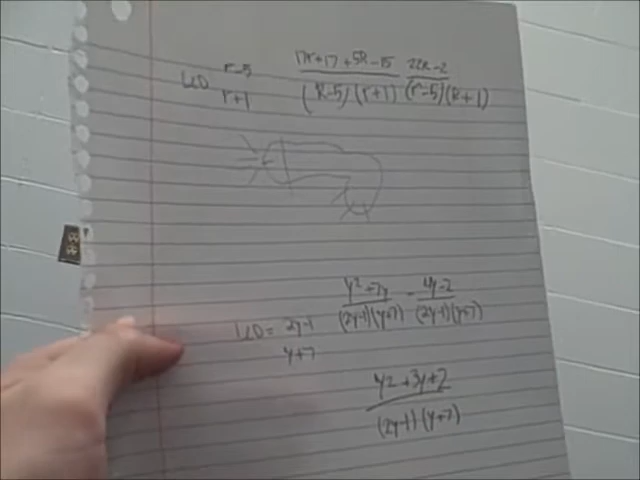 LCD r-5 17r+17+5r-15 22r-2
r+1 (r-5)(r+1) (r-5)(r+1)
y²+7y - 4y-2
LCD = 2y-1 (2y-1)(y+7) (2y-1)(y+7)
y+7
y²+3y+2
(2y-1)(y+7)